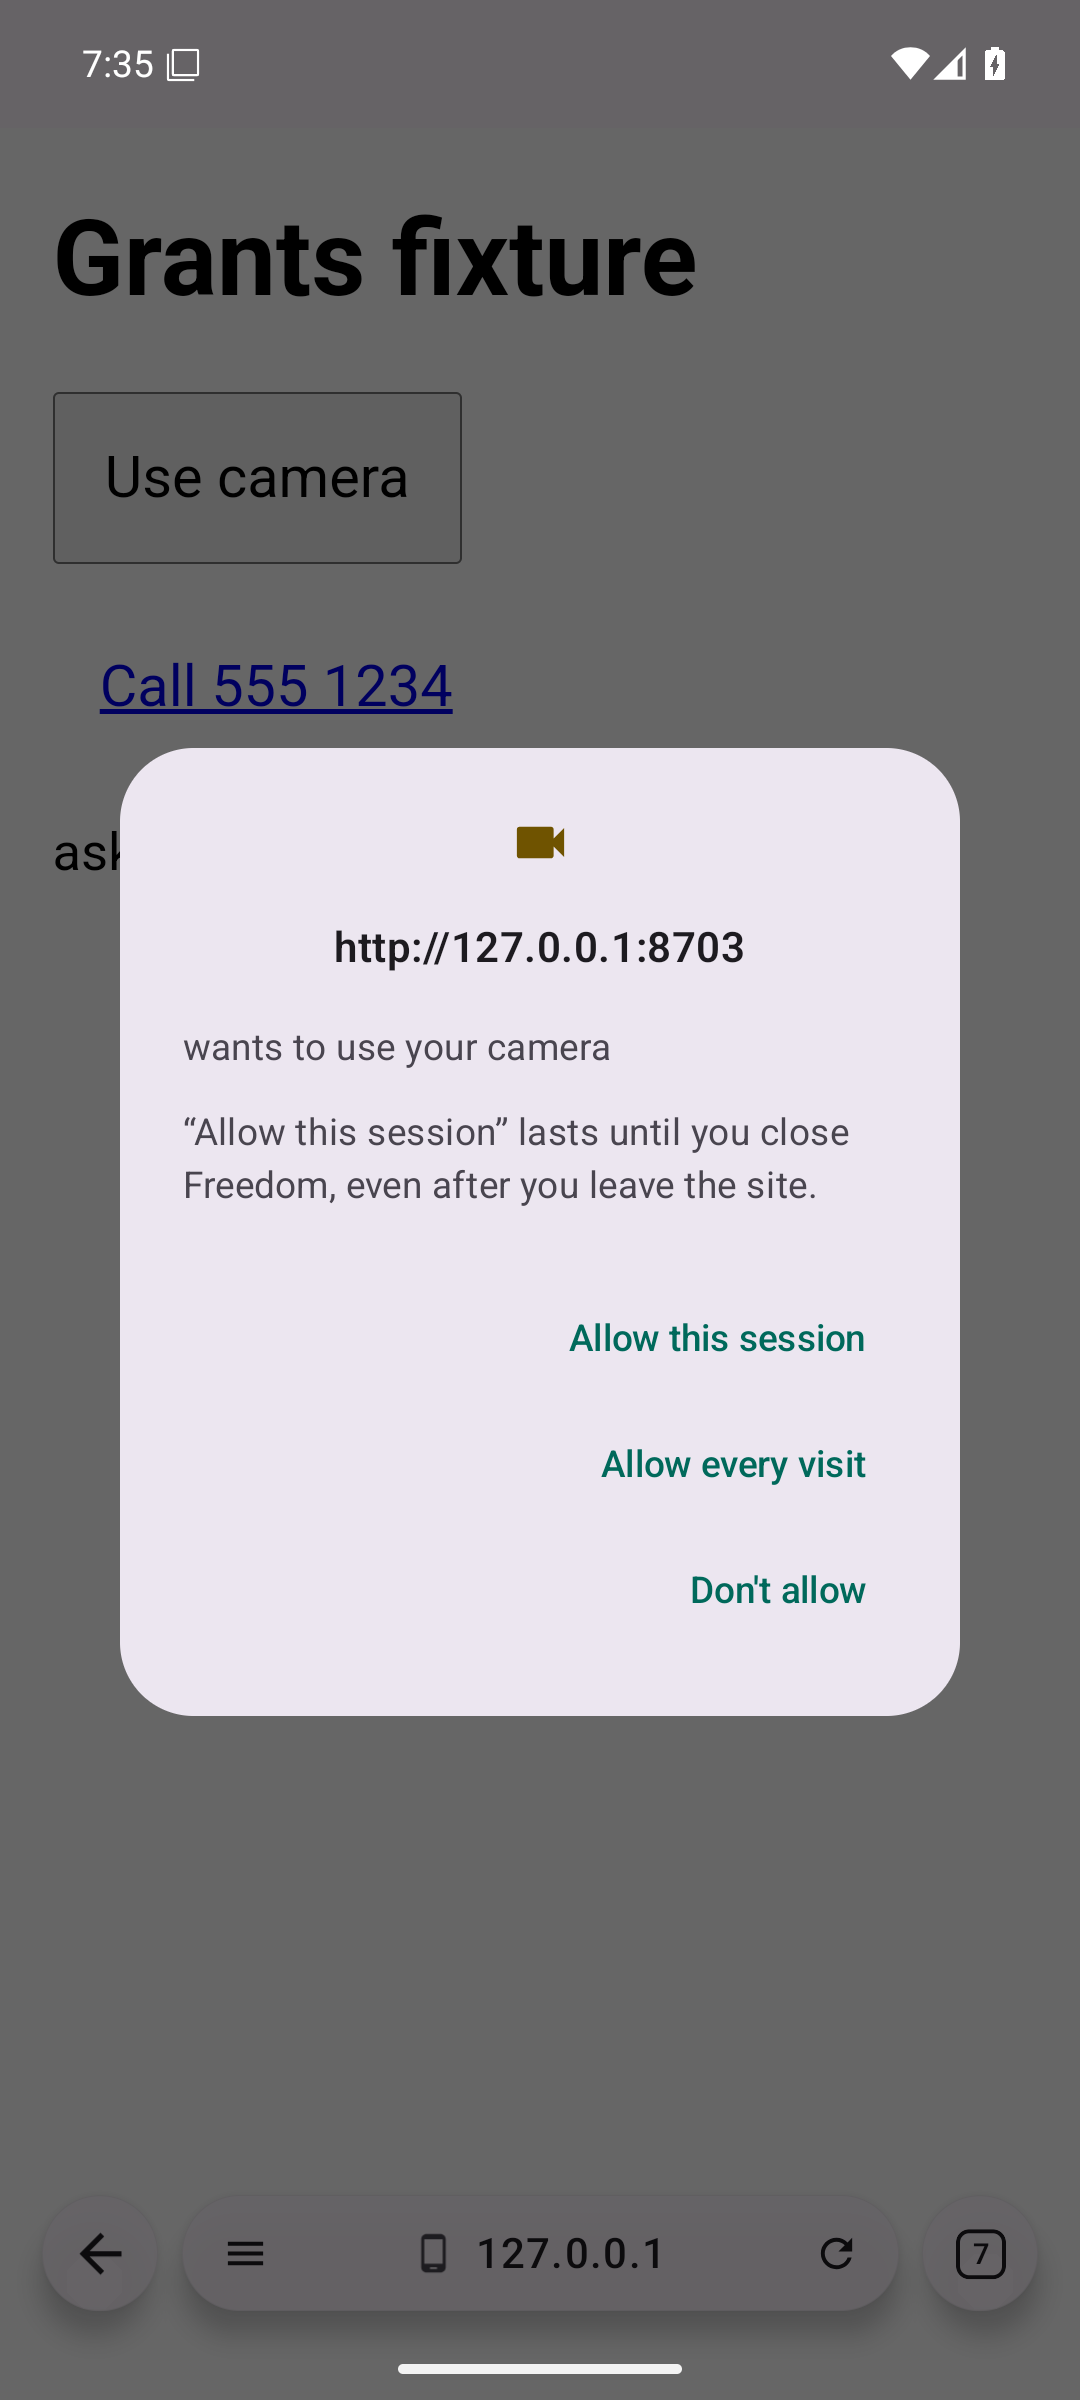 7:35
Grants fixture
Use camera
Call 555 1234
http://127.0.0.1:8703
wants to use your camera
“Allow this session” lasts until you close
Freedom, even after you leave the site.
Allow this session
Allow every visit
Don't allow
127.0.0.1
7